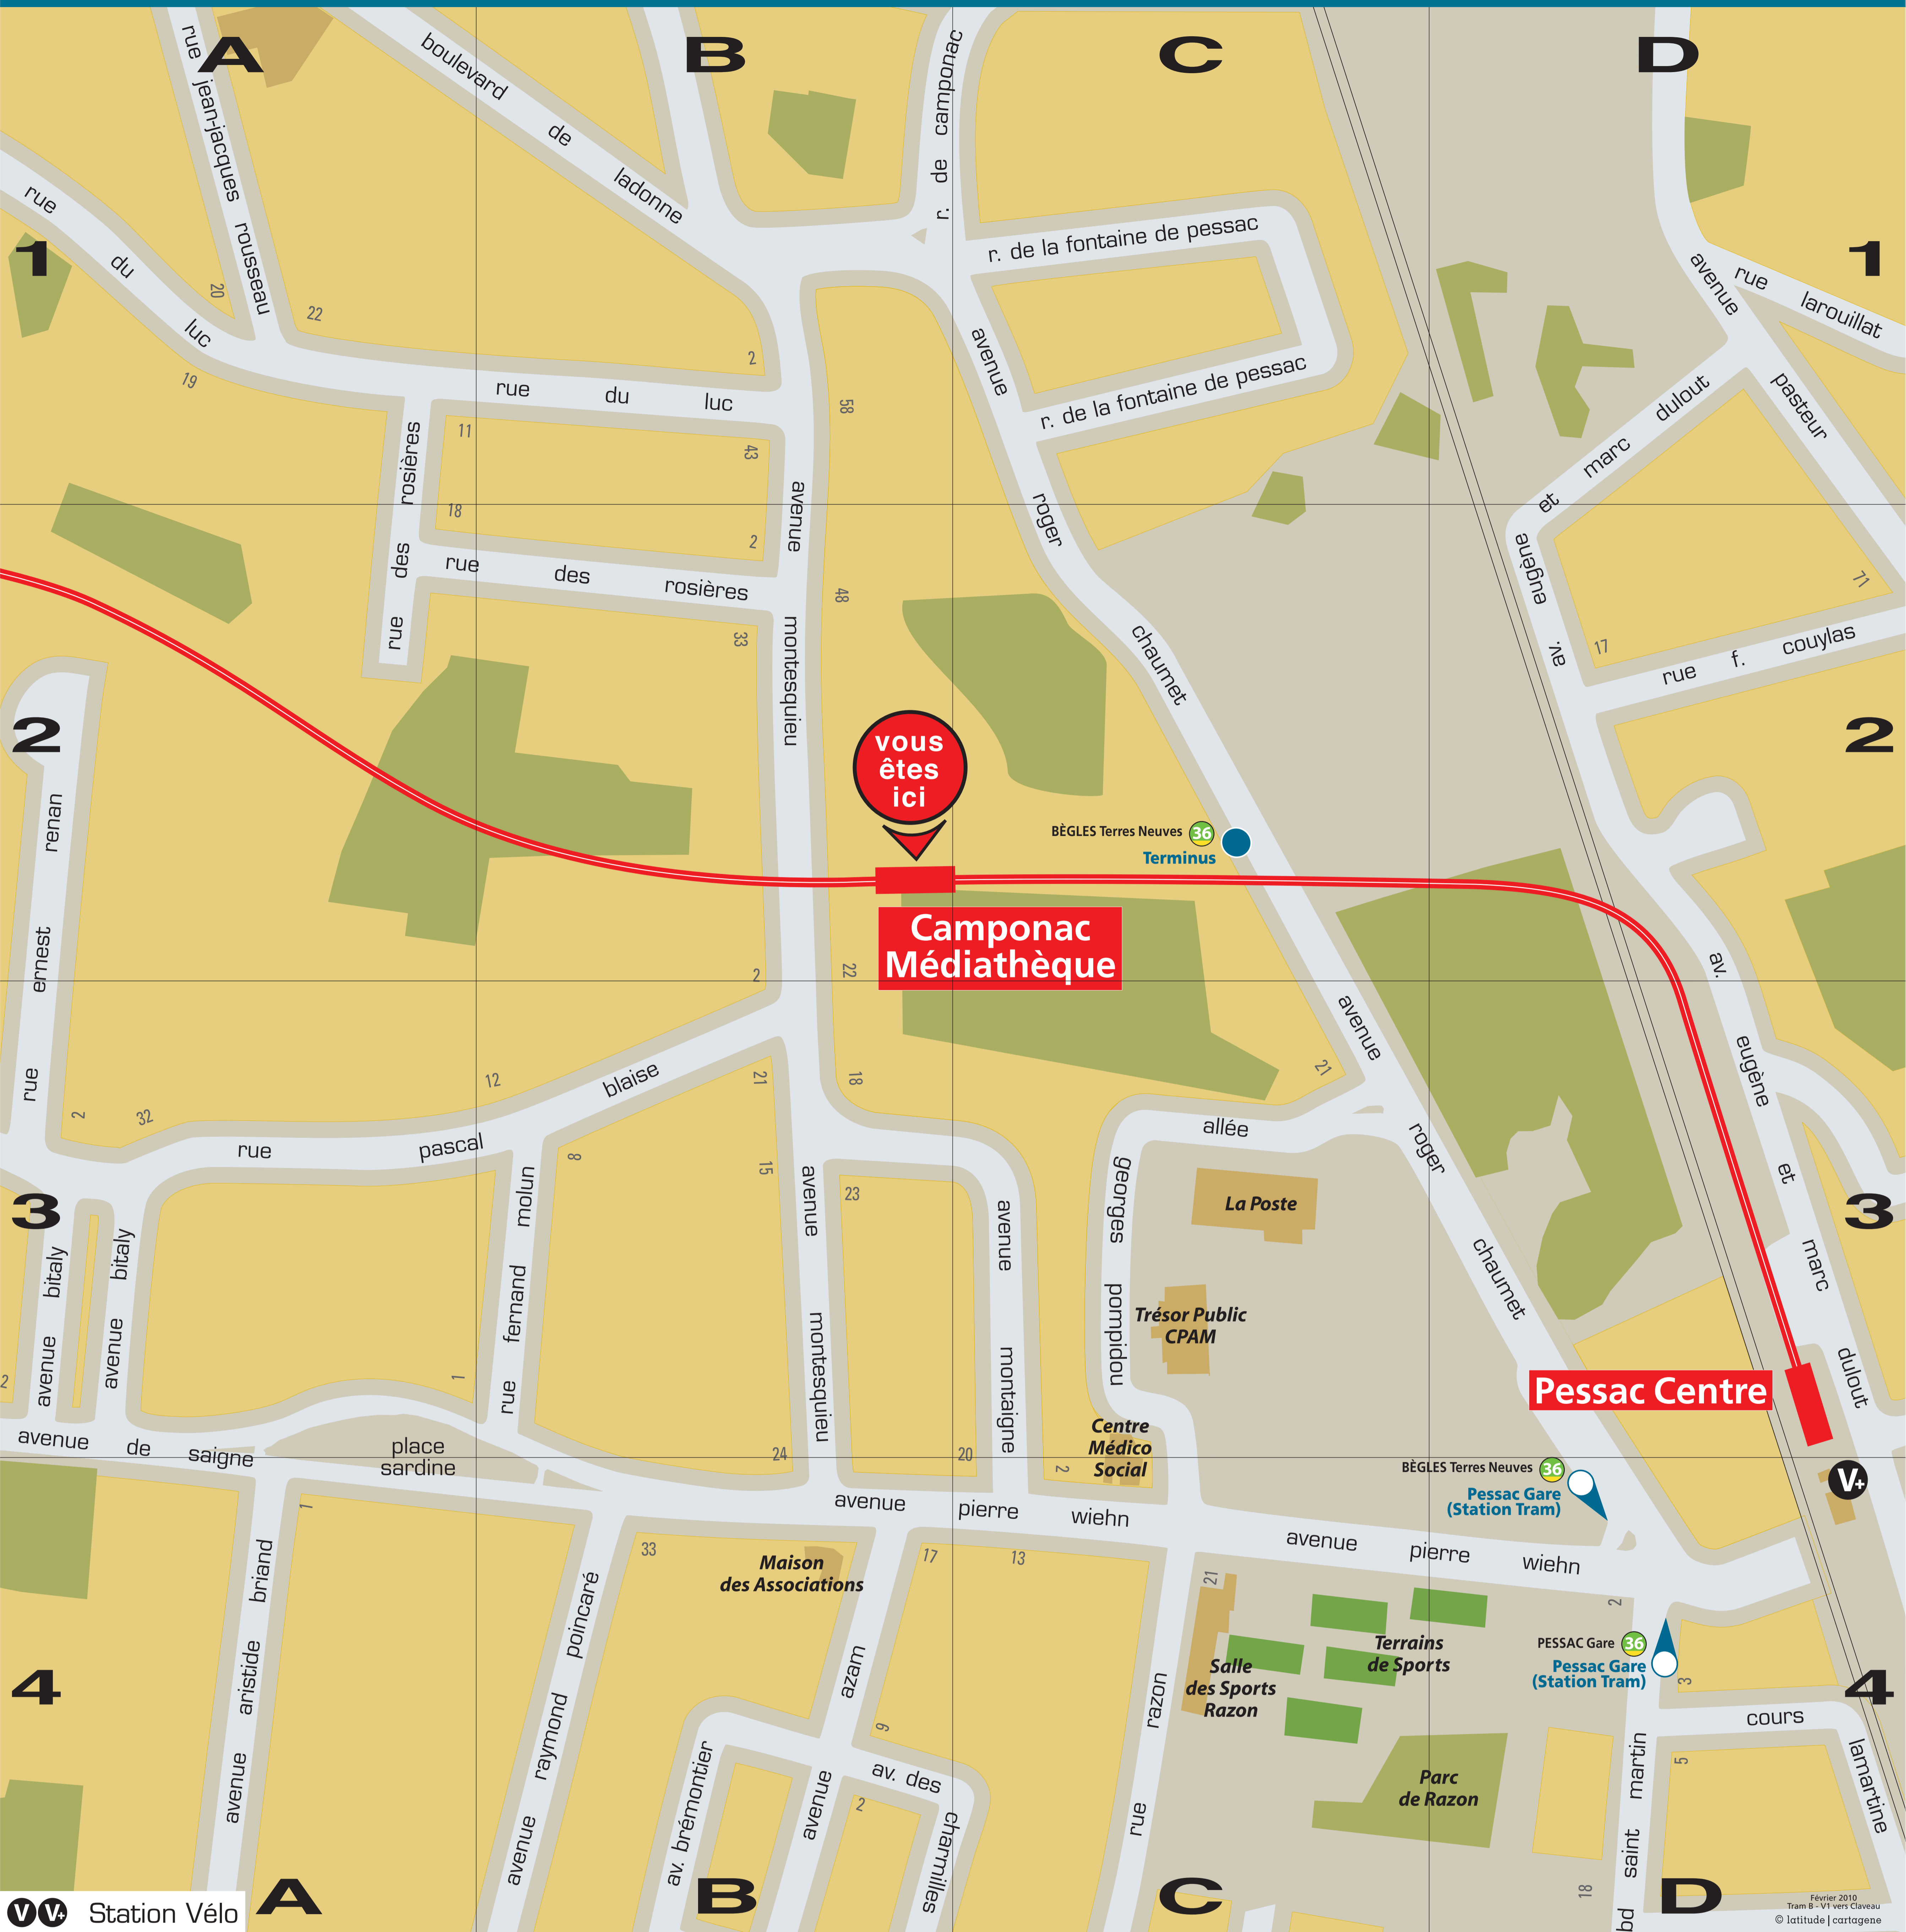 A
B
C
D
rue jean-jacques rousseau
boulevard de ladonne
r. de camponac
rue du luc
1
1
20
22
19
r. de la fontaine de pessac
r. de la fontaine de pessac
avenue roger chaumet
avenue pasteur
rue larouillat
rue du luc
2
58
11
43
18
2
48
33
rue des rosières
rue des rosières
avenue montesquieu
av. eugène et marc dulout
71
17
rue f. couylas
2
2
vous
êtes
ici
BÈGLES Terres Neuves 36
Terminus
Camponac
Médiathèque
rue ernest renan
2
22
av. eugène et marc dulout
avenue roger chaumet
21
2
32
12
rue pascal blaise
21
18
8
15
23
allée georges pompidou
La Poste
3
3
avenue bitaly
avenue bitaly
rue fernand molun
avenue montesquieu
avenue montaigne
Trésor Public
CPAM
Pessac Centre
2
1
avenue de saigne
place
sardine
24
20
2
Centre
Médico
Social
BÈGLES Terres Neuves 36
Pessac Gare
(Station Tram)
V+
1
avenue pierre wiehn
avenue pierre wiehn
33
Maison
des Associations
17
13
21
2
avenue aristide briand
avenue raymond poincaré
avenue azam
rue razon
Terrains
de Sports
Salle
des Sports
Razon
PESSAC Gare 36
Pessac Gare
(Station Tram)
3
4
4
9
av. brémontier
av. des charmilles
2
cours lamartine
5
Parc
de Razon
bd saint martin
18
V V+ Station Vélo
A
B
C
D
Février 2010
Tram B - V1 vers Claveau
© latitude | cartagene